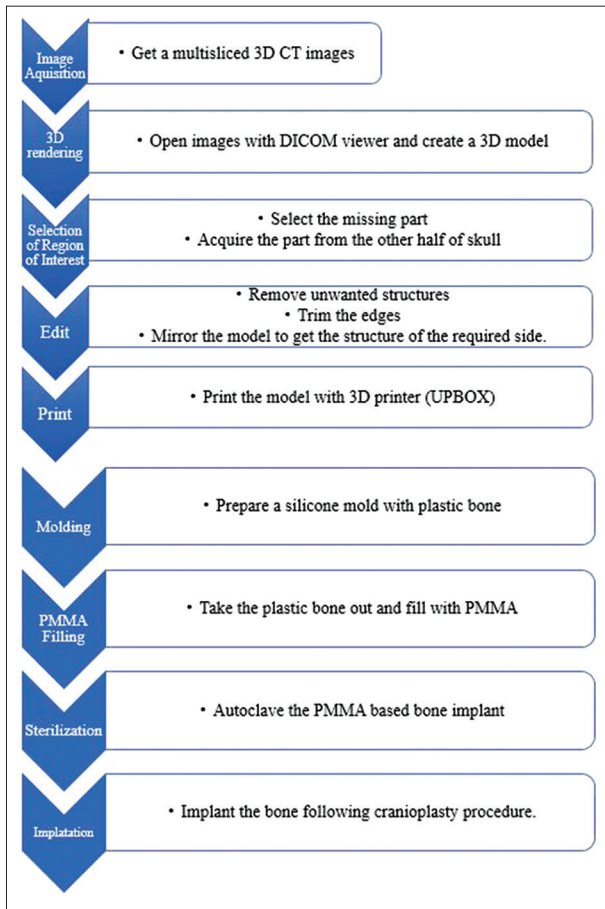 Image
Aquisition
• Get a multisliced 3D CT images
3D
rendering
• Open images with DICOM viewer and create a 3D model
Selection
of Region
of Interest
• Select the missing part
• Acquire the part from the other half of skull
Edit
• Remove unwanted structures
• Trim the edges
• Mirror the model to get the structure of the required side.
Print
• Print the model with 3D printer (UPBOX)
Molding
• Prepare a silicone mold with plastic bone
PMMA
Filling
• Take the plastic bone out and fill with PMMA
Sterilization
• Autoclave the PMMA based bone implant
Implatation
• Implant the bone following cranioplasty procedure.